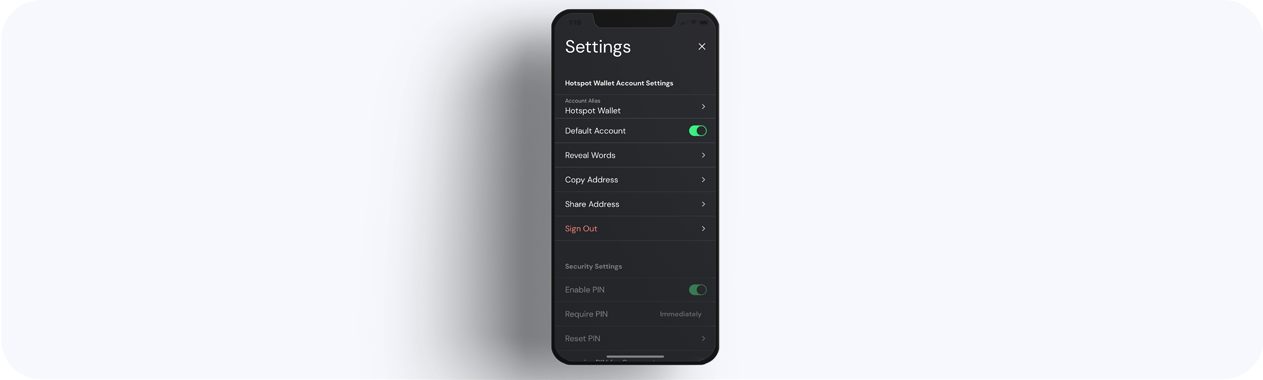 Settings
Hotspot Wallet Account Settings
Account Alias
Hotspot Wallet
Default Account
Reveal Words
Copy Address
Share Address
Sign Out
Security Settings
Enable PIN
Require PIN Immediately
Reset PIN